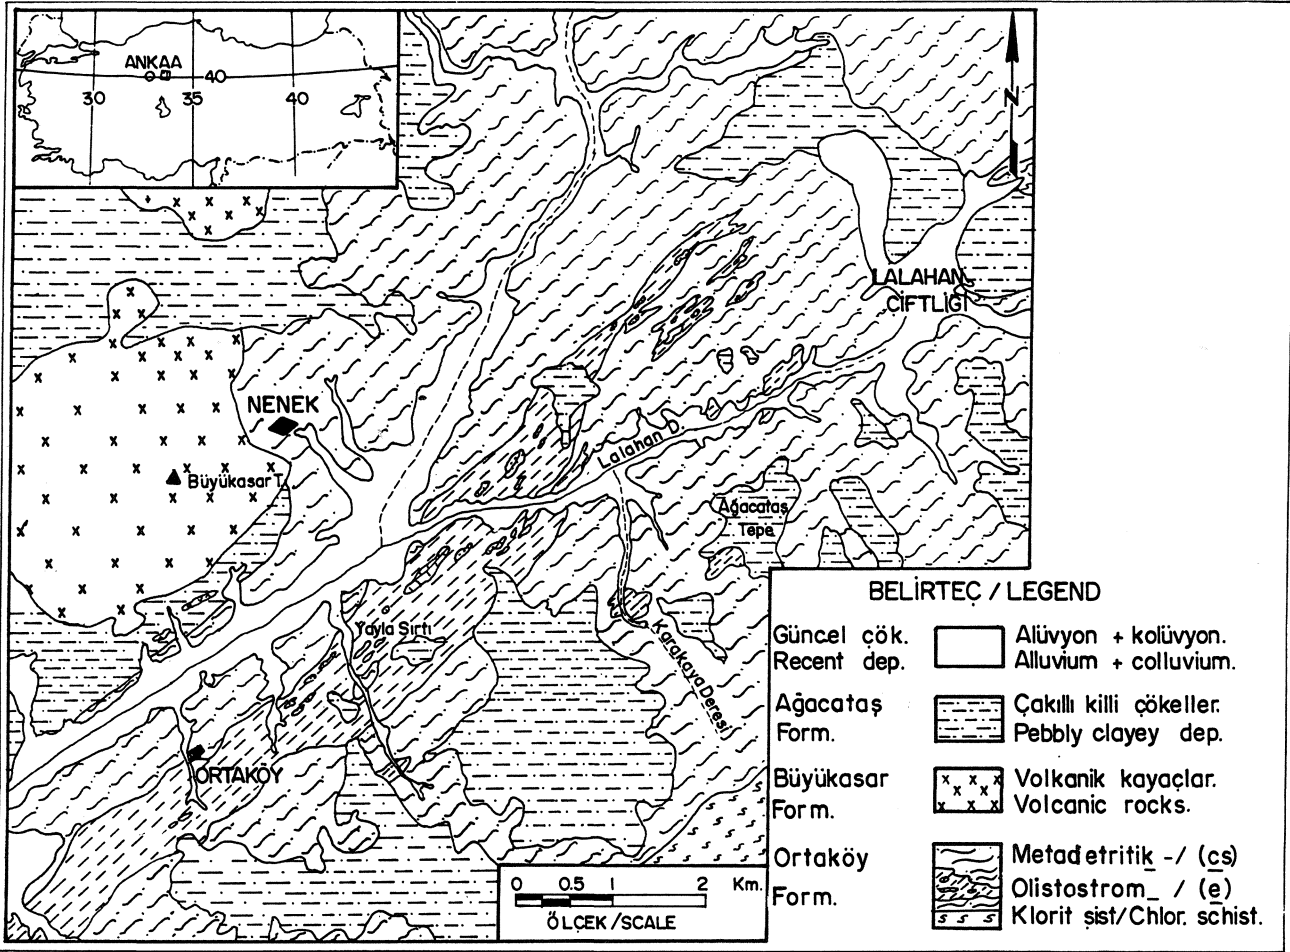 ANKAA
40
30
35
40
N
LALAHAN
ÇİFTLİĞİ
NENEK
Büyükasar T.
Lalahan D.
Ağacataş
Tepe
Yayla Sırtı
Karakaya Deresi
ORTAKÖY
0 0.5 1 2 Km.
ÖLÇEK/SCALE
BELİRTEÇ / LEGEND
Güncel çök. Alüvyon + kolüvyon.
Recent dep. Alluvium + colluvium.
Ağacataş Çakıllı killi çökeller.
Form. Pebbly clayey dep.
Büyükasar Volkanik kayaçlar.
Form. Volcanic rocks.
Ortaköy Metadetritik -/ (cs)
Form. Olistostrom_ / (e)
Klorit şist/Chlor. schist.